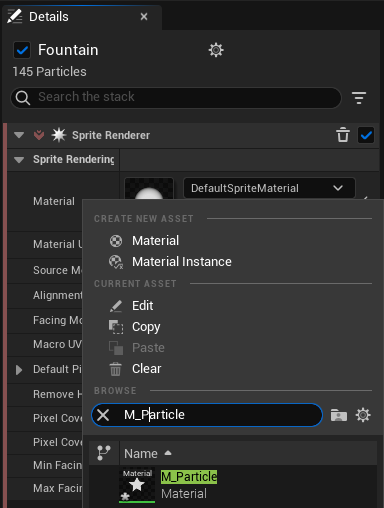 Details
Fountain
145 Particles
Search the stack
Sprite Renderer
Sprite Rendering
Material
DefaultSpriteMaterial
CREATE NEW ASSET
Material
Material U
Material Instance
Source Mo
CURRENT ASSET
Alignment
Edit
Facing Mo
Copy
Macro UV
Paste
Default Pi
Clear
Remove H
BROWSE
Pixel Cove
M_Particle
Pixel Cove
Name
Min Facin
Material
M_Particle
Max Facin
Material